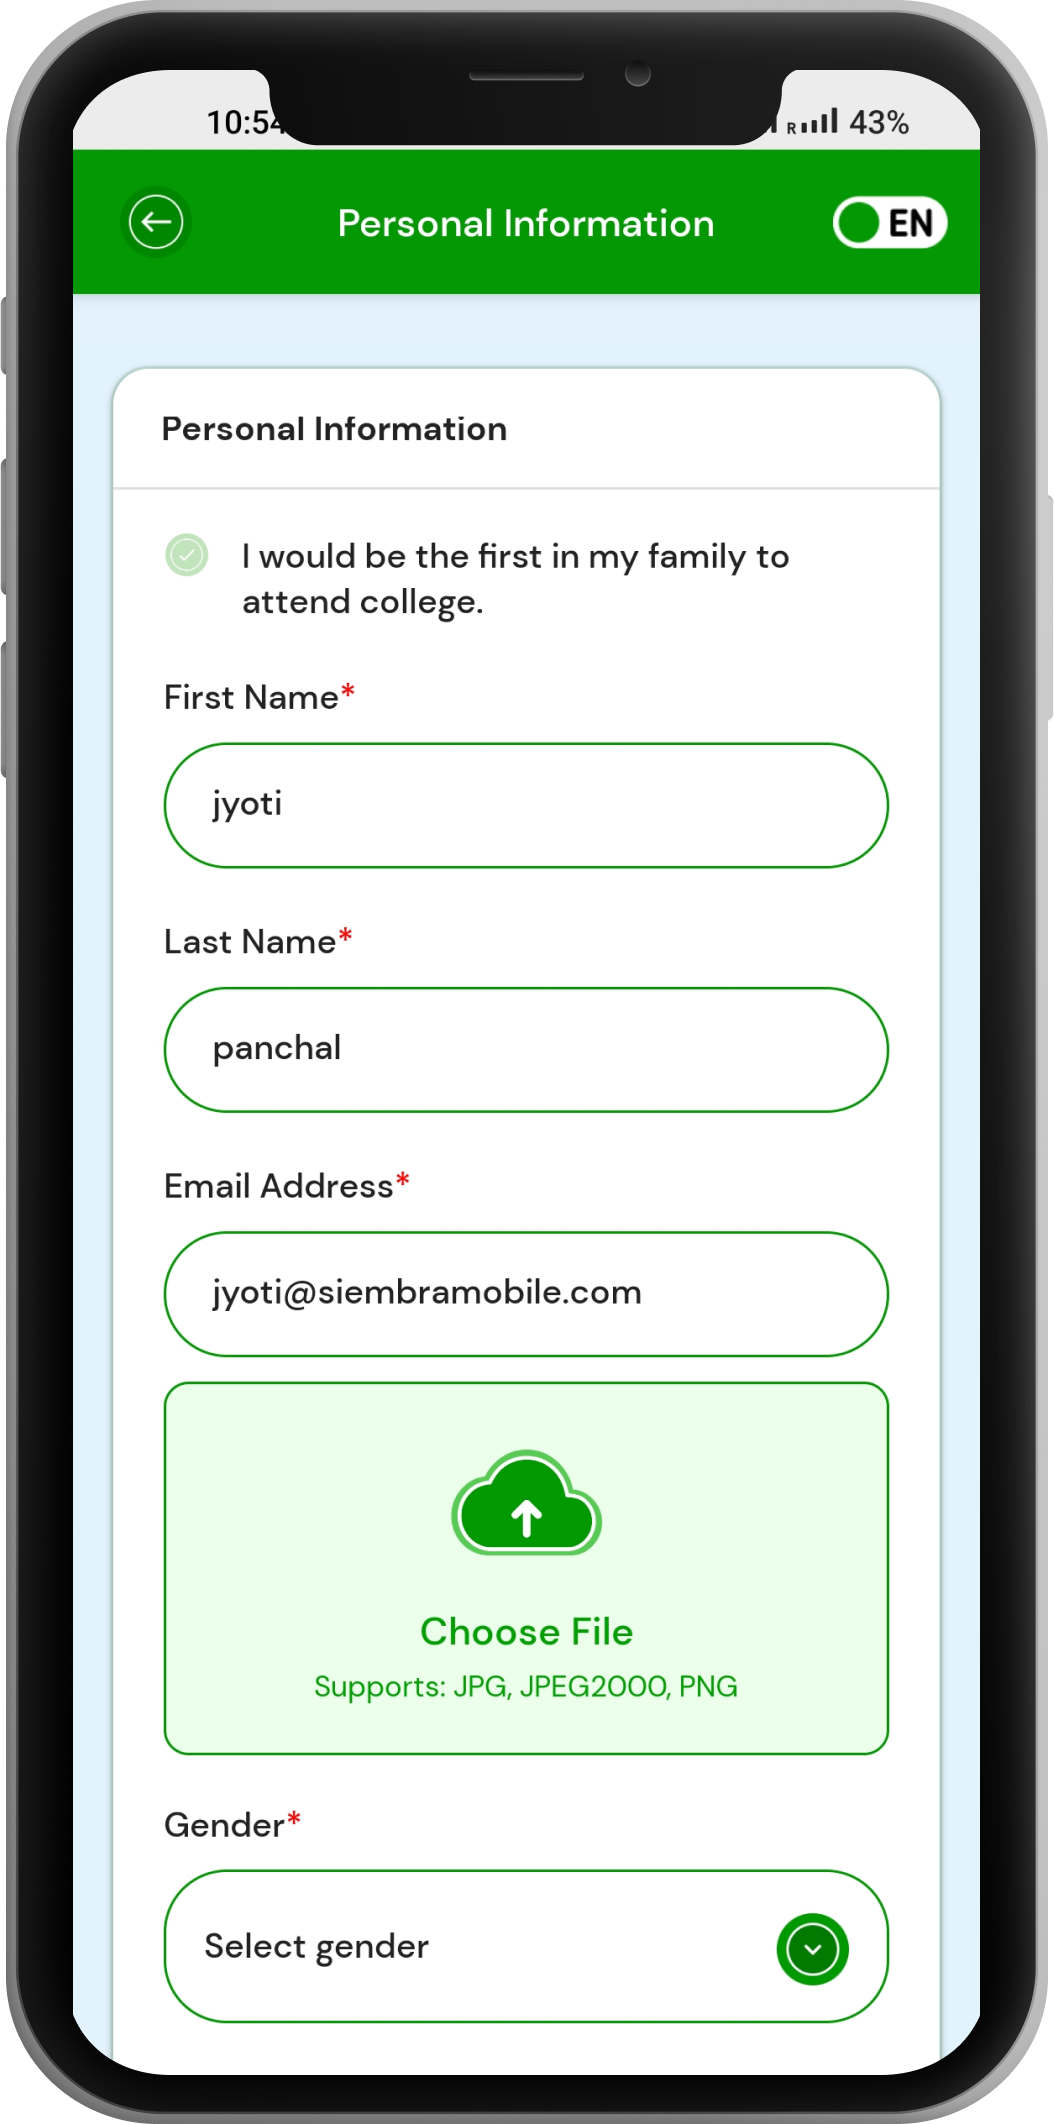 10:54
R 43%
Personal Information
EN
Personal Information
I would be the first in my family to
attend college.
First Name*
jyoti
Last Name*
panchal
Email Address*
jyoti@siembramobile.com
Choose File
Supports: JPG, JPEG2000, PNG
Gender*
Select gender